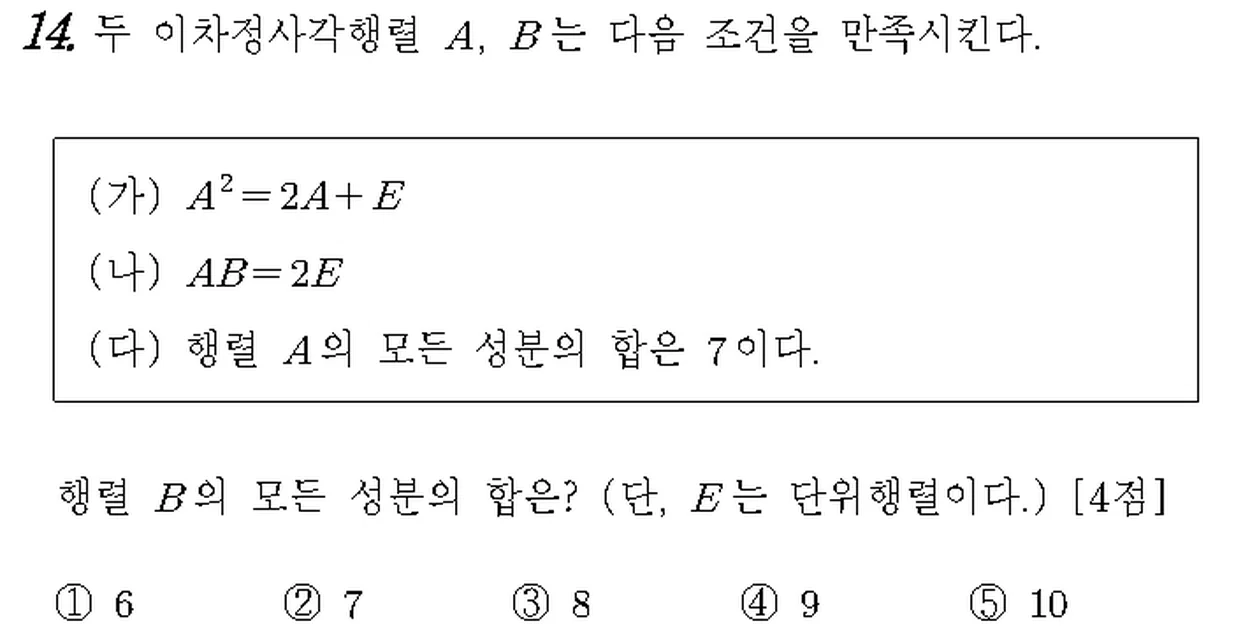 14. 두 이차정사각행렬 A, B는 다음 조건을 만족시킨다.
(가) A²=2A+E
(나) AB=2E
(다) 행렬 A의 모든 성분의 합은 7이다.
행렬 B의 모든 성분의 합은? (단, E는 단위행렬이다.) [4점]
① 6 ② 7 ③ 8 ④ 9 ⑤ 10